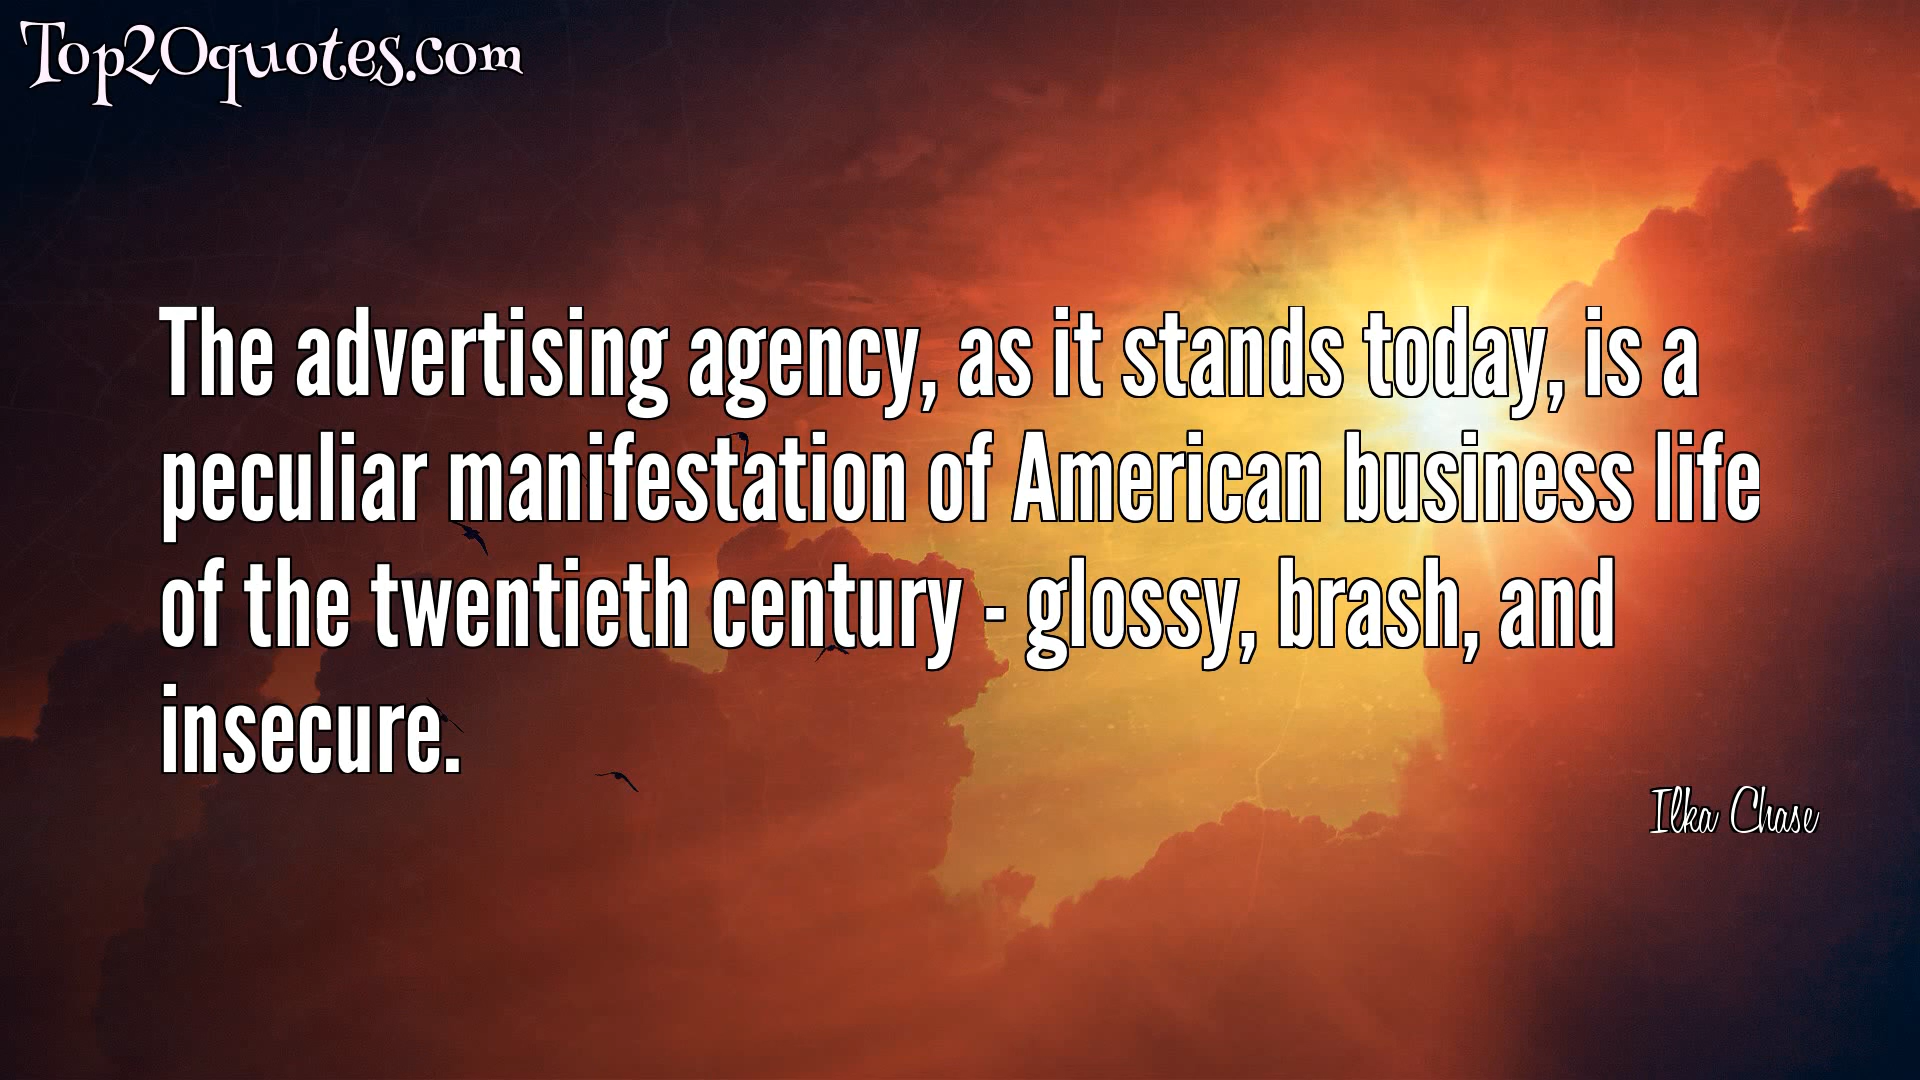 Top20quotes.com
The advertising agency, as it stands today, is a
peculiar manifestation of American business life
of the twentieth century - glossy, brash, and
insecure.
Ilka Chase